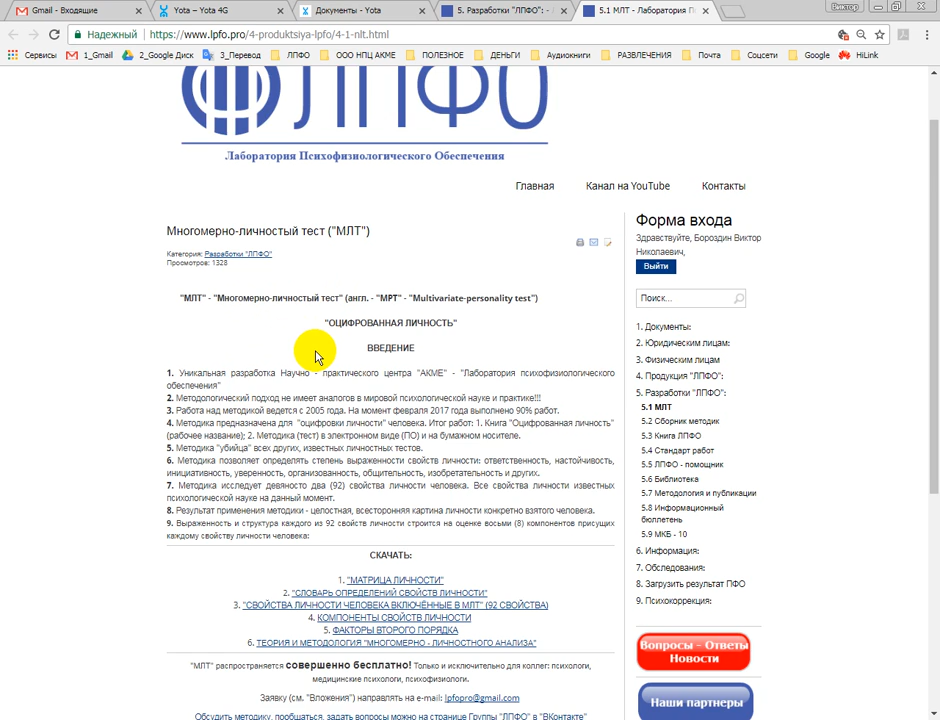 Gmail - Входящие
Yota – Yota 4G
Документы - Yota
5. Разработки "ЛПФО": -
5.1 МЛТ - Лаборатория П
Виктор
Надежный
https://www.lpfo.pro/4-produktsiya-lpfo/4-1-nlt.html
Сервисы
1_Gmail
2_Google Диск
3_Перевод
ЛПФО
ООО НПЦ АКМЕ
ПОЛЕЗНОЕ
ДЕНЬГИ
Аудиокниги
РАЗВЛЕЧЕНИЯ
Почта
Соцсети
Google
HiLink
ЛПФО
Лаборатория Психофизиологического Обеспечения
Главная
Канал на YouTube
Контакты
Многомерно-личностый тест ("МЛТ")
Категория: Разработки "ЛПФО"
Просмотров: 1328
"МЛТ" - "Многомерно-личностый тест" (англ. - "МРТ" - "Multivariate-personality test")
"ОЦИФРОВАННАЯ ЛИЧНОСТЬ"
ВВЕДЕНИЕ
1. Уникальная разработка Научно - практического центра "АКМЕ" - "Лаборатория психофизиологического
обеспечения"
2. Методологический подход не имеет аналогов в мировой психологической науке и практике!!!
3. Работа над методикой ведется с 2005 года. На момент февраля 2017 года выполнено 90% работ.
4. Методика предназначена для "оцифровки личности" человека. Итог работ: 1. Книга "Оцифрованная личность"
(рабочее название); 2. Методика (тест) в электронном виде (ПО) и на бумажном носителе.
5. Методика "убийца" всех других, известных личностных тестов.
6. Методика позволяет определять степень выраженности свойств личности: ответственность, настойчивость,
инициативность, уверенность, организованность, общительность, изобретательность и других.
7. Методика исследует девяносто два (92) свойства личности человека. Все свойства личности известных
психологической науке на данный момент.
8. Результат применения методики - целостная, всесторонняя картина личности конкретно взятого человека.
9. Выраженность и структура каждого из 92 свойств личности строится на оценке восьми (8) компонентов присущих
каждому свойству личности человека:
СКАЧАТЬ:
1. "МАТРИЦА ЛИЧНОСТИ"
2. "СЛОВАРЬ ОПРЕДЕЛЕНИЙ СВОЙСТВ ЛИЧНОСТИ"
3. "СВОЙСТВА ЛИЧНОСТИ ЧЕЛОВЕКА ВКЛЮЧЁННЫЕ В МЛТ" (92 СВОЙСТВА)
4. КОМПОНЕНТЫ СВОЙСТВ ЛИЧНОСТИ
5. ФАКТОРЫ ВТОРОГО ПОРЯДКА
6. ТЕОРИЯ И МЕТОДОЛОГИЯ "МНОГОМЕРНО - ЛИЧНОСТНОГО АНАЛИЗА"
"МЛТ" распространяется совершенно бесплатно! Только и исключительно для коллег: психологи,
медицинские психологи, психофизиологи.
Заявку (см. "Вложения") направлять на e-mail: lpfopro@gmail.com
Обсудить методику, пообщаться, задать вопросы можно на странице Группы "ЛПФО" в "ВКонтакте"
Форма входа
Здравствуйте, Бороздин Виктор
Николаевич,
Выйти
Поиск...
1. Документы:
2. Юридическим лицам:
3. Физическим лицам
4. Продукция "ЛПФО":
5. Разработки "ЛПФО":
5.1 МЛТ
5.2 Сборник методик
5.3 Книга ЛПФО
5.4 Стандарт работ
5.5 ЛПФО - помощник
5.6 Библиотека
5.7 Методология и публикации
5.8 Информационный
бюллетень
5.9 МКБ - 10
6. Информация:
7. Обследования:
8. Загрузить результат ПФО
9. Психокоррекция:
Вопросы - Ответы
Новости
Наши партнеры